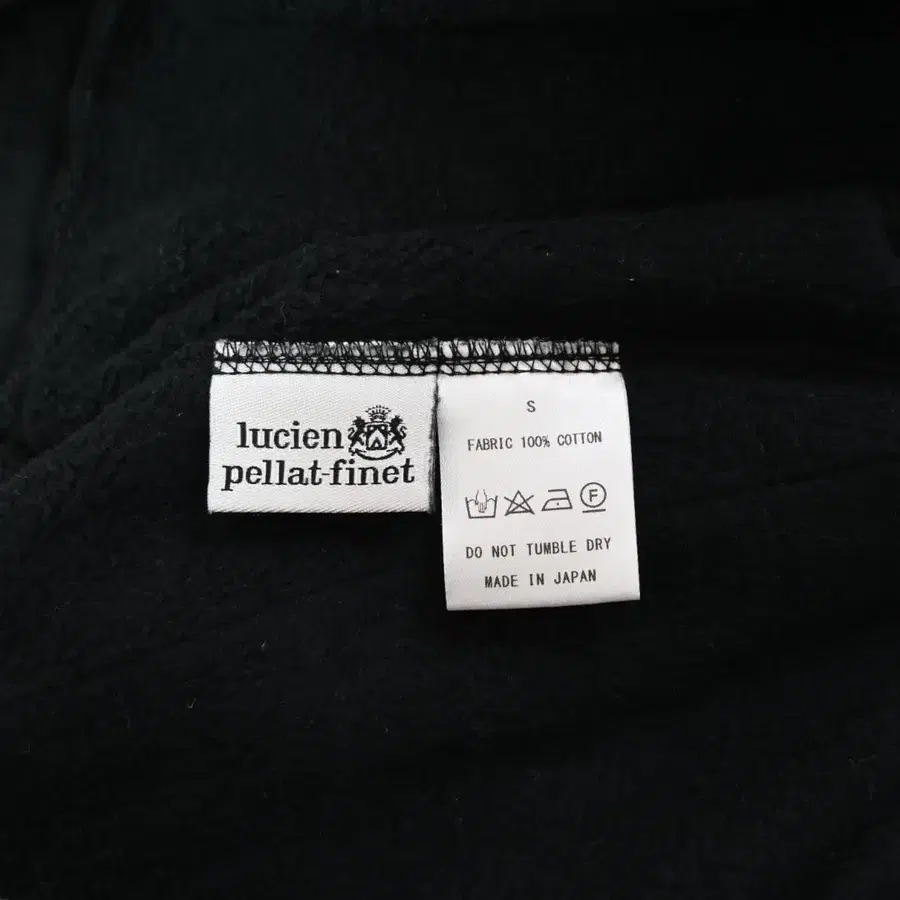 lucien
pellat-finet
S
FABRIC 100% COTTON
F
DO NOT TUMBLE DRY
MADE IN JAPAN